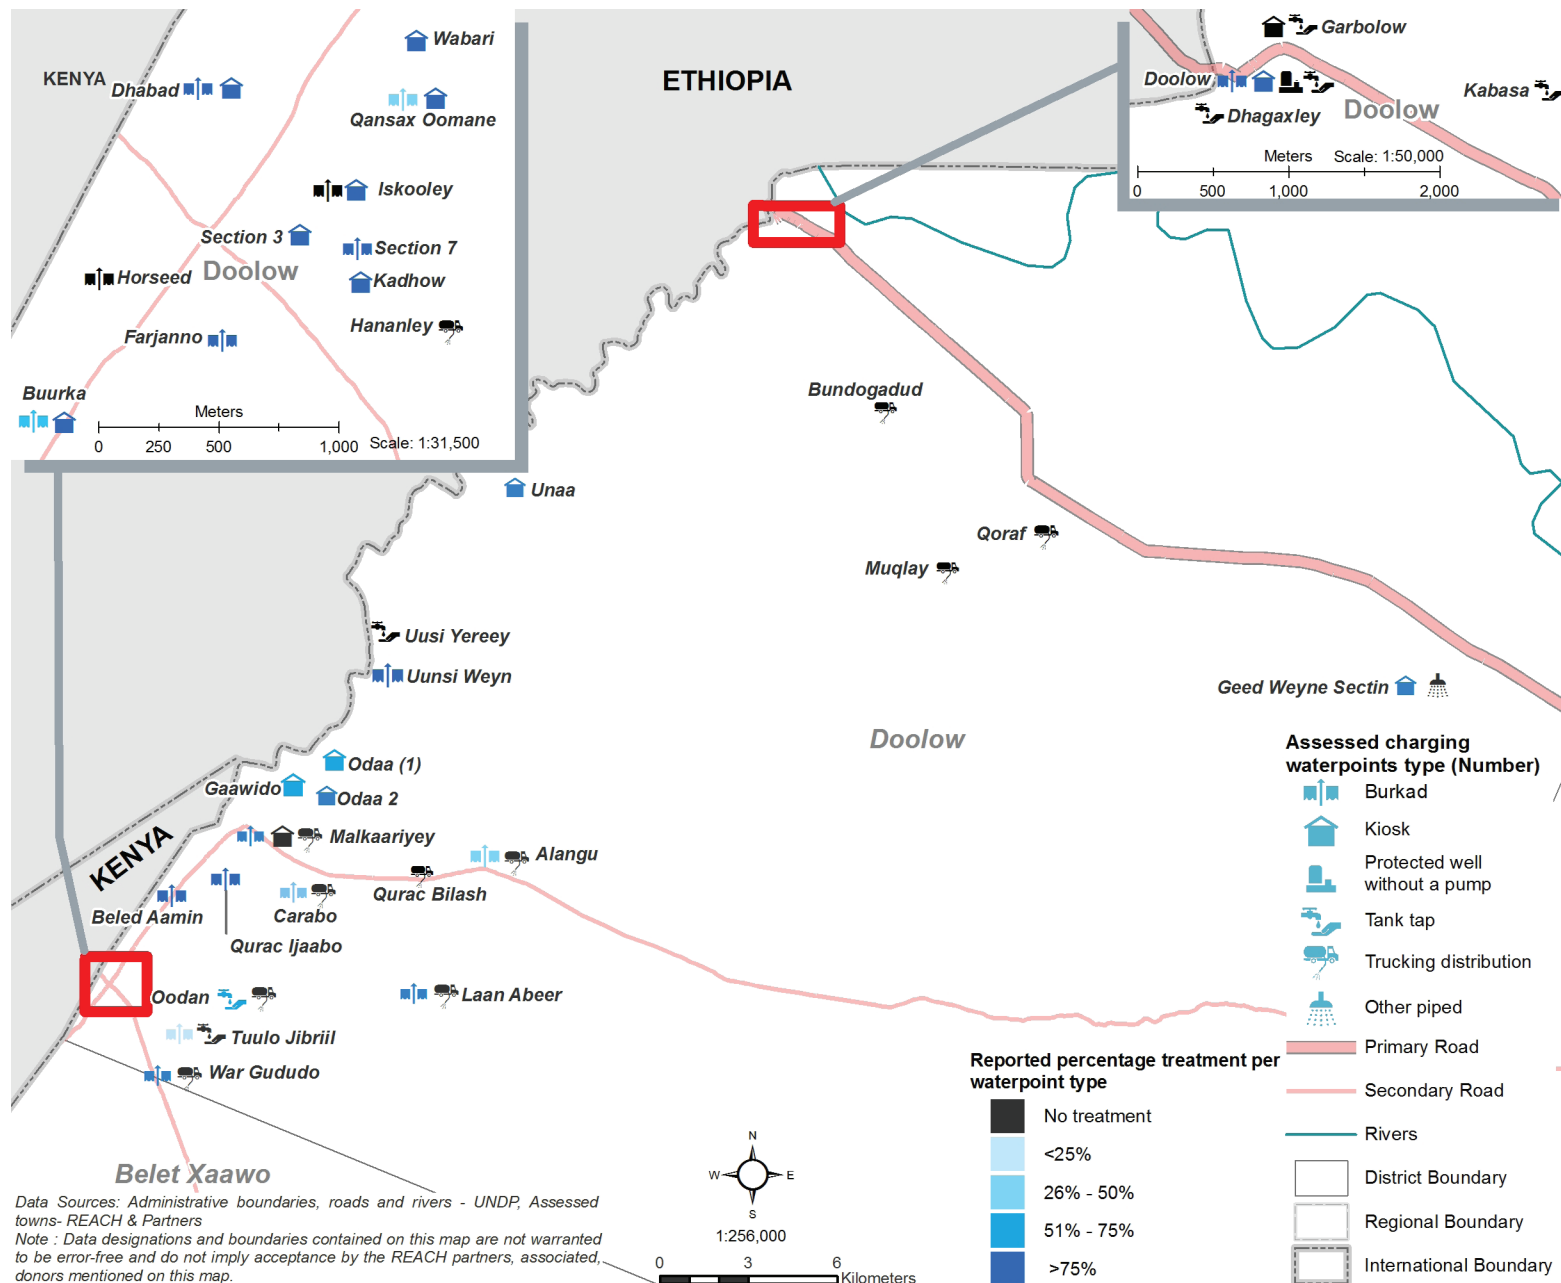 KENYA
Dhabad
Wabari
Qansax Oomane
Iskooley
Section 3
Section 7
Doolow
Horseed
Kadhow
Hananley
Farjanno
Buurka
Meters
0 250 500 1,000
Scale: 1:31,500
ETHIOPIA
Garbolow
Doolow
Kabasa
Dhagaxley
Doolow
Meters Scale: 1:50,000
0 500 1,000 2,000
Bundogadud
Unaa
Qoraf
Muqlay
Uusi Yereey
Uunsi Weyn
Geed Weyne Sectin
Doolow
Odaa (1)
Gaawido
Odaa 2
KENYA
Malkaariyey
Alangu
Qurac Bilash
Beled Aamin
Carabo
Qurac Ijaabo
Oodan
Laan Abeer
Tuulo Jibriil
War Gududo
Belet Xaawo
Data Sources: Administrative boundaries, roads and rivers - UNDP, Assessed
towns- REACH & Partners
Note : Data designations and boundaries contained on this map are not warranted
to be error-free and do not imply acceptance by the REACH partners, associated,
donors mentioned on this map.
N
W E
S
1:256,000
0 3 6
Kilometers
Reported percentage treatment per
waterpoint type
No treatment
<25%
26% - 50%
51% - 75%
>75%
Assessed charging
waterpoints type (Number)
Burkad
Kiosk
Protected well
without a pump
Tank tap
Trucking distribution
Other piped
Primary Road
Secondary Road
Rivers
District Boundary
Regional Boundary
International Boundary